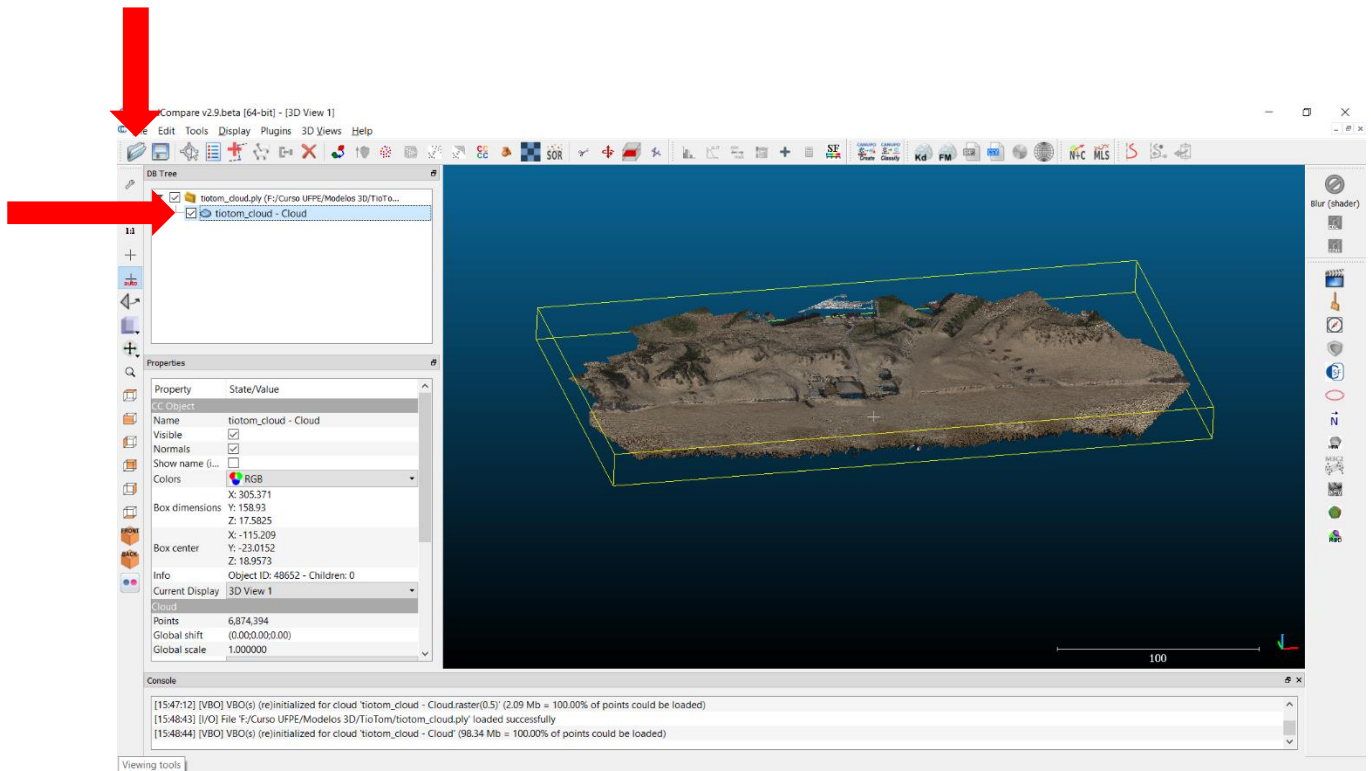 Compare v2.9.beta [64-bit] - [3D View 1]
e Edit Tools Display Plugins 3D Views Help
SOR SF CANUPO Create CANUPO Classify Kd FM N+C MLS
DB Tree
tiotom_cloud.ply (F:/Curso UFPE/Modelos 3D/TioTo...
tiotom_cloud - Cloud
1:1
AUTO
Blur (shader)
Properties
Property State/Value
CC Object
Name tiotom_cloud - Cloud
Visible
Normals
Show name (i...
Colors RGB
X: 305.371
Box dimensions Y: 158.93
Z: 17.5825
X: -115.209
Box center Y: -23.0152
Z: 18.9573
Info Object ID: 48652 - Children: 0
Current Display 3D View 1
Cloud
Points 6,874,394
Global shift (0.00;0.00;0.00)
Global scale 1.000000
FRONT
BACK
SF
N
M3C2
100
Console
[15:47:12] [VBO] VBO(s) (re)initialized for cloud 'tiotom_cloud - Cloud.raster(0.5)' (2.09 Mb = 100.00% of points could be loaded)
[15:48:43] [I/O] File 'F:/Curso UFPE/Modelos 3D/TioTom/tiotom_cloud.ply' loaded successfully
[15:48:44] [VBO] VBO(s) (re)initialized for cloud 'tiotom_cloud - Cloud' (98.34 Mb = 100.00% of points could be loaded)
Viewing tools